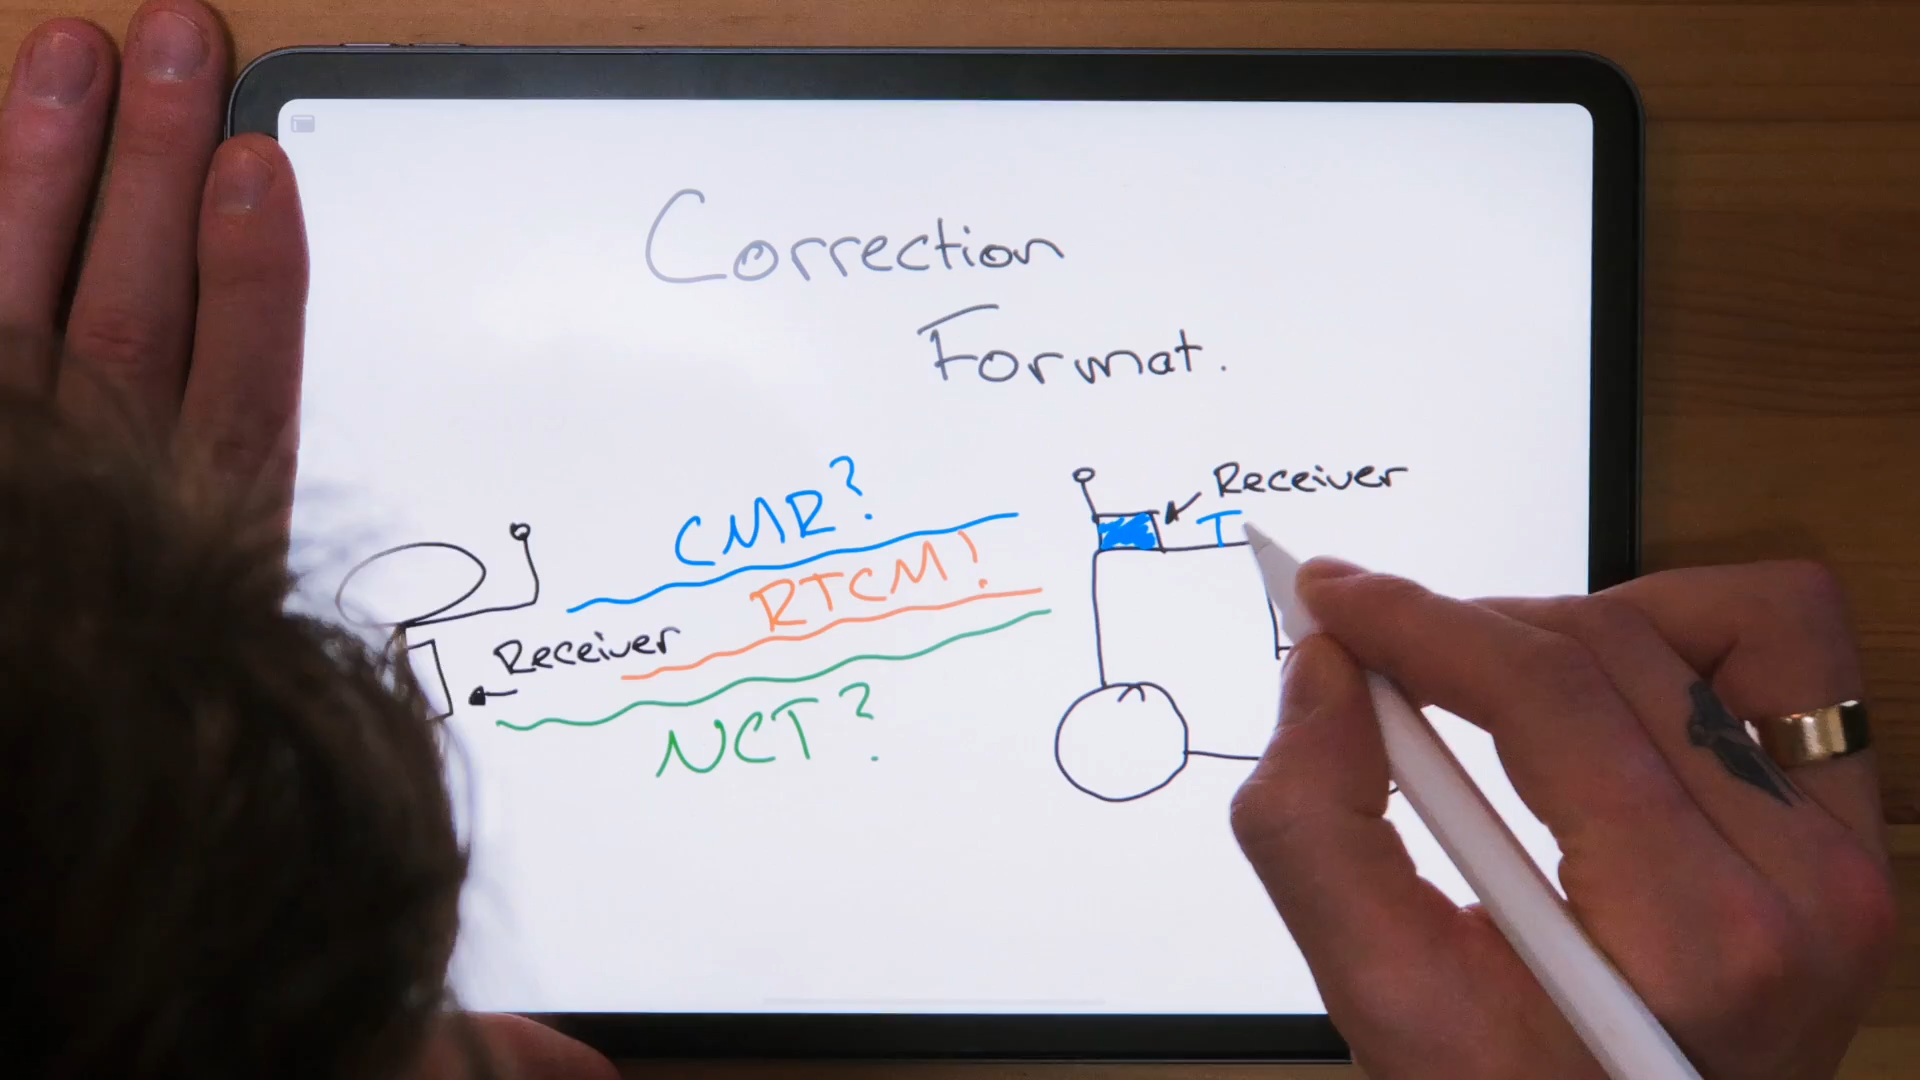 Correction
Format.
CMR?
RTCM?
NCT?
Receiver
Receiver
T